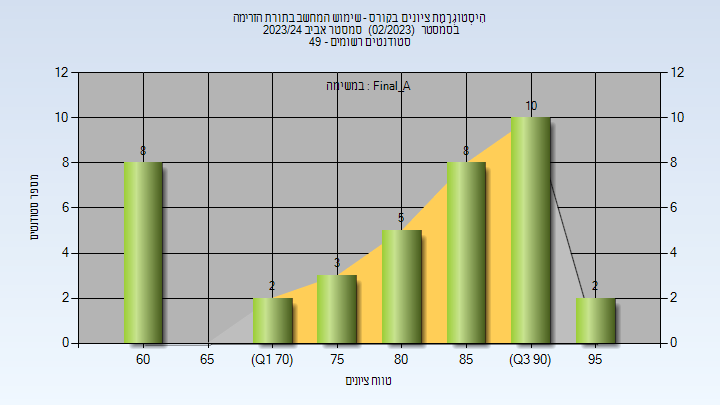 היסטוגרמת ציונים בקורס - שימוש המחשב בתורת הזרימה
בסמסטר (02/2023) סמסטר אביב 2023/24
סטודנטים רשומים - 49
במשימה : Final_A
12 12
10 10
8 8
6 6
4 4
2 2
0 0
8 2 3 5 8 10 2
מספר סטודנטים
60 65 (Q1 70) 75 80 85 (Q3 90) 95
טווח ציונים